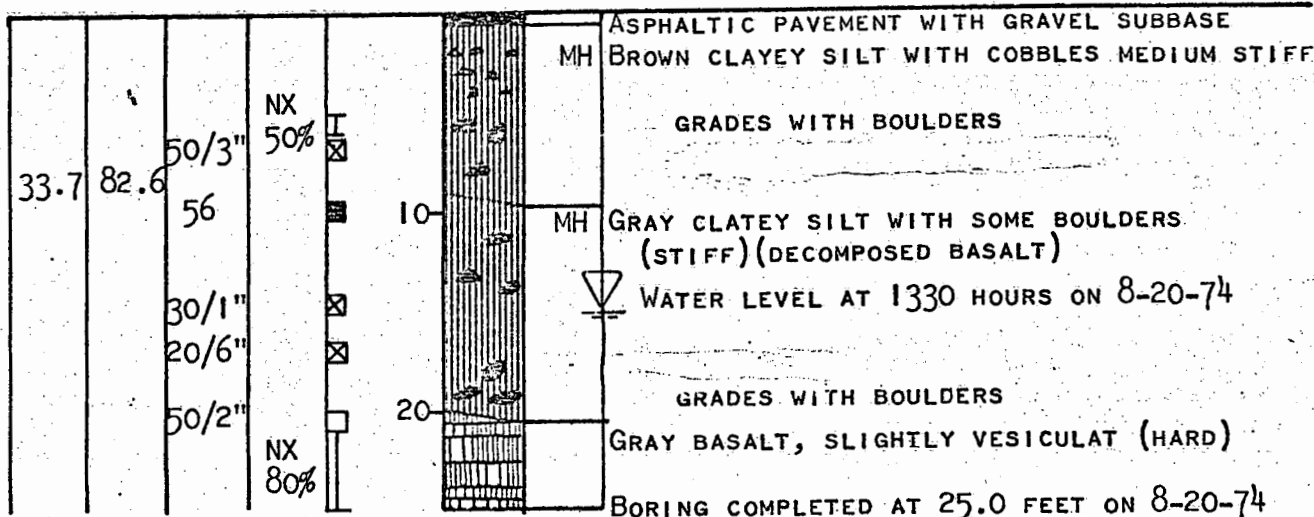 ASPHALTIC PAVEMENT WITH GRAVEL SUBBASE
MH BROWN CLAYEY SILT WITH COBBLES MEDIUM STIFF
NX
50%
GRADES WITH BOULDERS
50/3"
33.7 82.6
56
10
MH GRAY CLATEY SILT WITH SOME BOULDERS
(STIFF)(DECOMPOSED BASALT)
30/1"
WATER LEVEL AT 1330 HOURS ON 8-20-74
20/6"
GRADES WITH BOULDERS
50/2"
20
GRAY BASALT, SLIGHTLY VESICULAT (HARD)
NX
80%
BORING COMPLETED AT 25.0 FEET ON 8-20-74